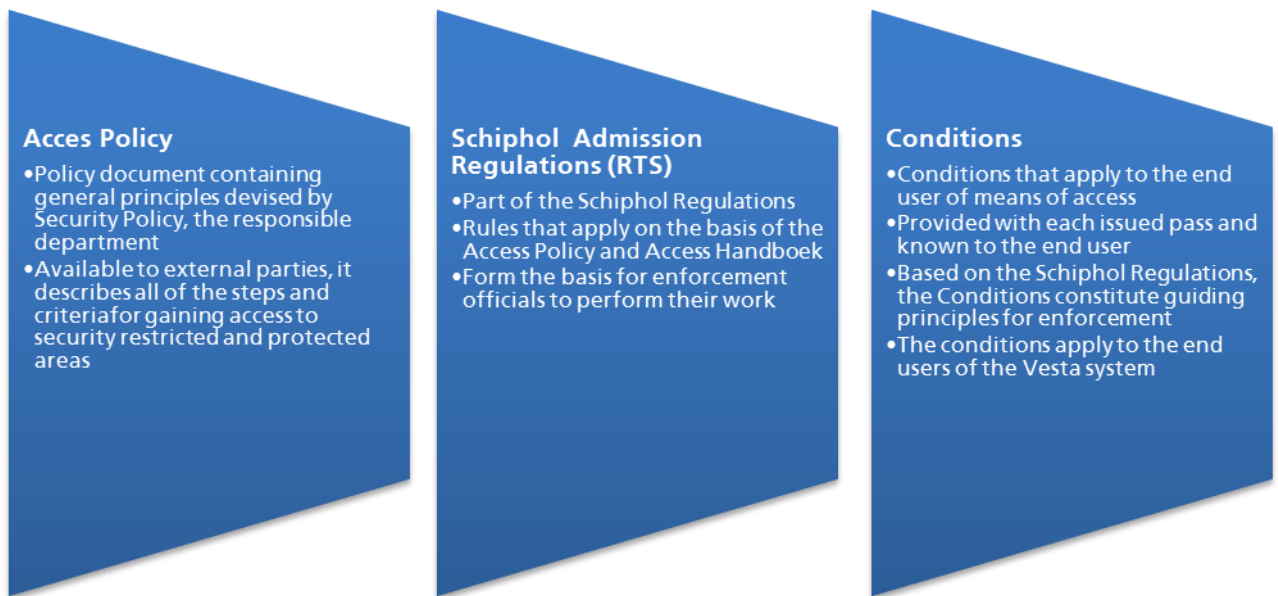 Acces Policy
•Policy document containing
general principles devised by
Security Policy, the responsible
department
•Available to external parties, it
describes all of the steps and
criteriafor gaining access to
security restricted and protected
areas
Schiphol Admission
Regulations (RTS)
•Part of the Schiphol Regulations
•Rules that apply on the basis of the
Access Policy and Access Handboek
•Form the basis for enforcement
officials to perform their work
Conditions
•Conditions that apply to the end
user of means of access
•Provided with each issued pass and
known to the end user
•Based on the Schiphol Regulations,
the Conditions constitute guiding
principles for enforcement
•The conditions apply to the end
users of the Vesta system